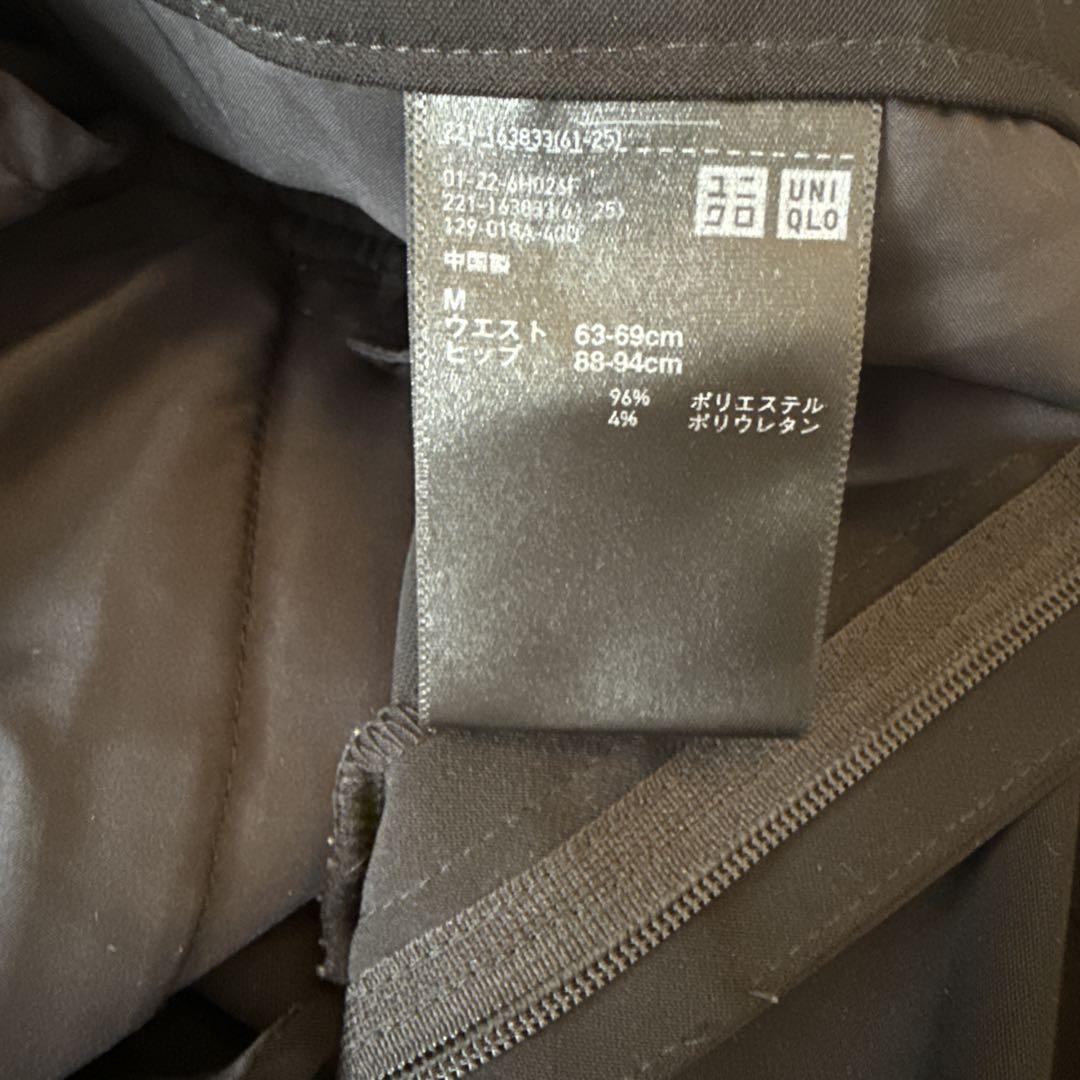 221-163833(61-25)
01-22-6H026F
221-163833(61-25)
129-018A-400
ユニ
クロ
UNI
QLO
中国製
M
ウエスト 63-69cm
ヒップ 88-94cm
96% ポリエステル
4% ポリウレタン